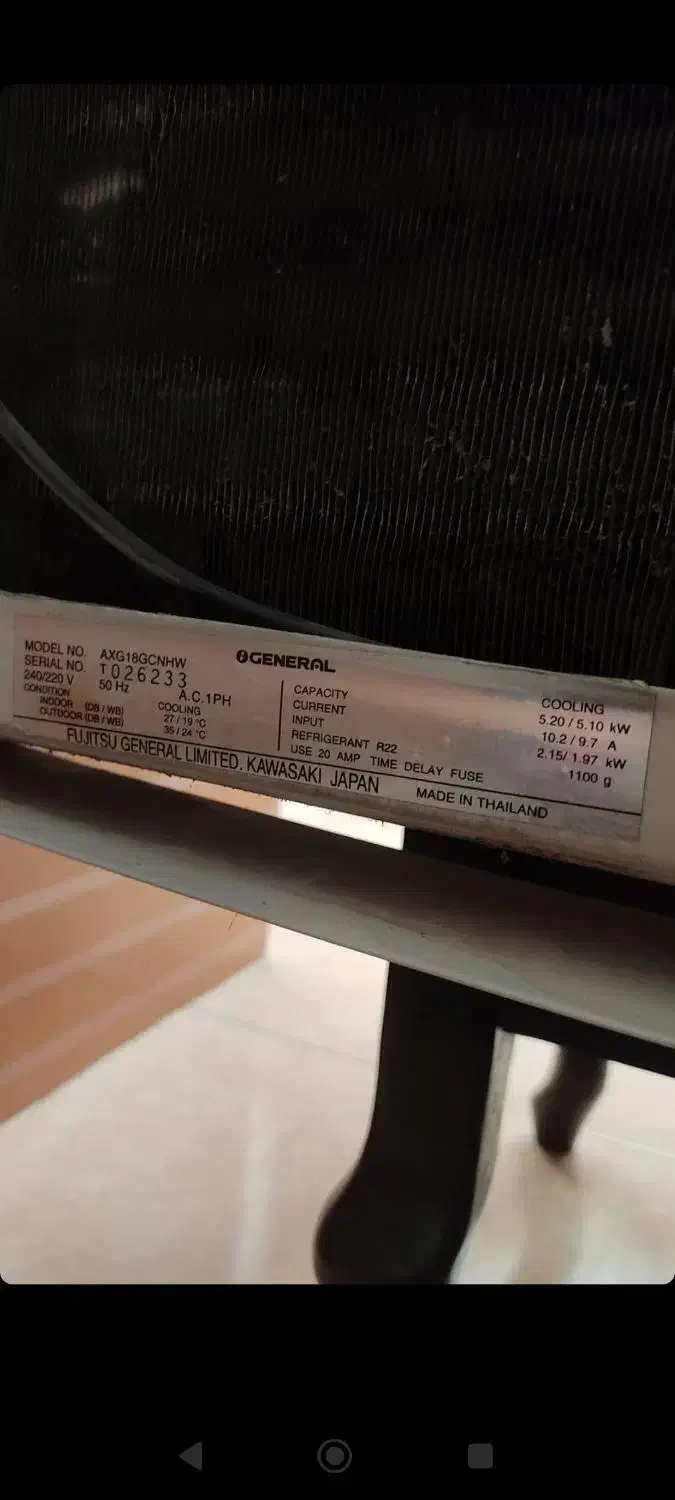 GENERAL
MODEL NO. AXG18GCNHW
SERIAL NO. T026233
240/220 V 50 Hz A.C.1PH
CONDITION COOLING
INDOOR (DB / WB) 27 / 19 °C
OUTDOOR (DB / WB) 35 / 24 °C
COOLING
CAPACITY 5.20 / 5.10 kW
CURRENT 10.2 / 9.7 A
INPUT 2.15/ 1.97 kW
REFRIGERANT R22 1100 g
USE 20 AMP TIME DELAY FUSE
FUJITSU GENERAL LIMITED. KAWASAKI JAPAN
MADE IN THAILAND